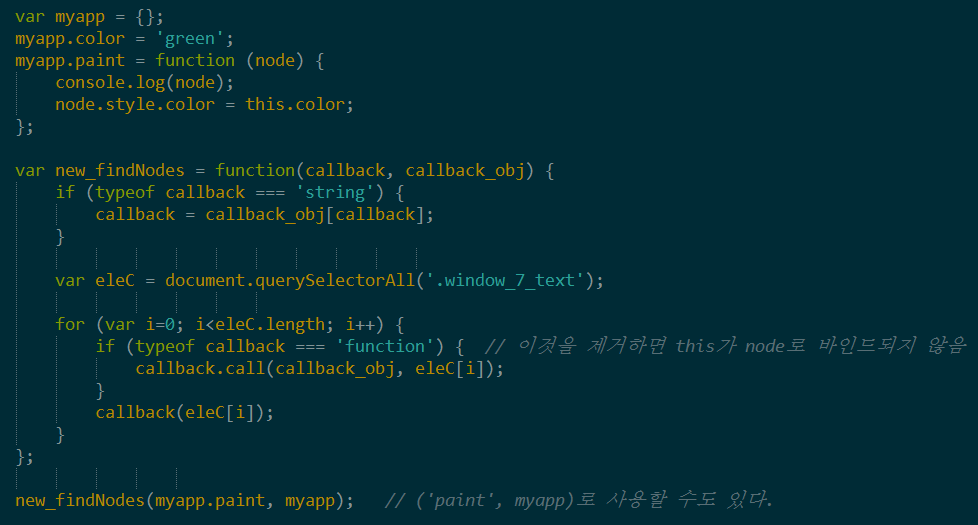 var myapp = {};
myapp.color = 'green';
myapp.paint = function (node) {
    console.log(node);
    node.style.color = this.color;
};

var new_findNodes = function(callback, callback_obj) {
    if (typeof callback === 'string') {
        callback = callback_obj[callback];
    }

    var eleC = document.querySelectorAll('.window_7_text');

    for (var i=0; i<eleC.length; i++) {
        if (typeof callback === 'function') {  // 이것을 제거하면 this가 node로 바인드되지 않음
            callback.call(callback_obj, eleC[i]);
        }
        callback(eleC[i]);
    }
};

new_findNodes(myapp.paint, myapp);   // ('paint', myapp)로 사용할 수도 있다.